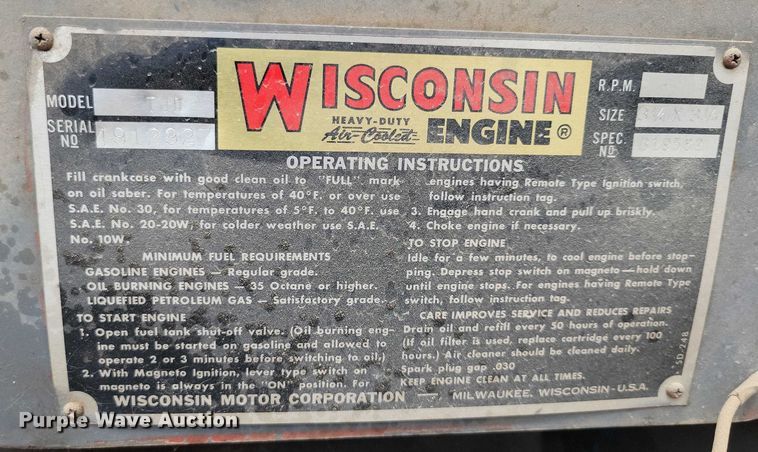 WISCONSIN
HEAVY-DUTY
Air-Cooled ENGINE®
MODEL
SERIAL
NO
R.P.M.
SIZE
SPEC.
NO.
OPERATING INSTRUCTIONS
Fill crankcase with good clean oil to "FULL" mark
on oil saber. For temperatures of 40°F. or over use
S.A.E. No. 30, for temperatures of 5°F. to 40°F. use
S.A.E. No. 20-20W, for colder weather use S.A.E.
No. 10W.
MINIMUM FUEL REQUIREMENTS
GASOLINE ENGINES — Regular grade.
OIL BURNING ENGINES — 35 Octane or higher.
LIQUEFIED PETROLEUM GAS — Satisfactory grade.
TO START ENGINE
1. Open fuel tank shut-off valve. (Oil burning eng-
ine must be started on gasoline and allowed to
operate 2 or 3 minutes before switching to oil.)
2. With Magneto Ignition, lever type switch on
magneto is always in the "ON" position. For
engines having Remote Type Ignition switch,
follow instruction tag.
3. Engage hand crank and pull up briskly.
4. Choke engine if necessary.
TO STOP ENGINE
Idle for a few minutes, to cool engine before stop-
ping. Depress stop switch on magneto — hold down
until engine stops. For engines having Remote Type
switch, follow instruction tag.
CARE IMPROVES SERVICE AND REDUCES REPAIRS
Drain oil and refill every 50 hours of operation.
(If oil filter is used, replace cartridge every 100
hours.) Air cleaner should be cleaned daily.
Spark plug gap .030
KEEP ENGINE CLEAN AT ALL TIMES.
SD-248
WISCONSIN MOTOR CORPORATION — MILWAUKEE, WISCONSIN-U.S.A.
Purple Wave Auction